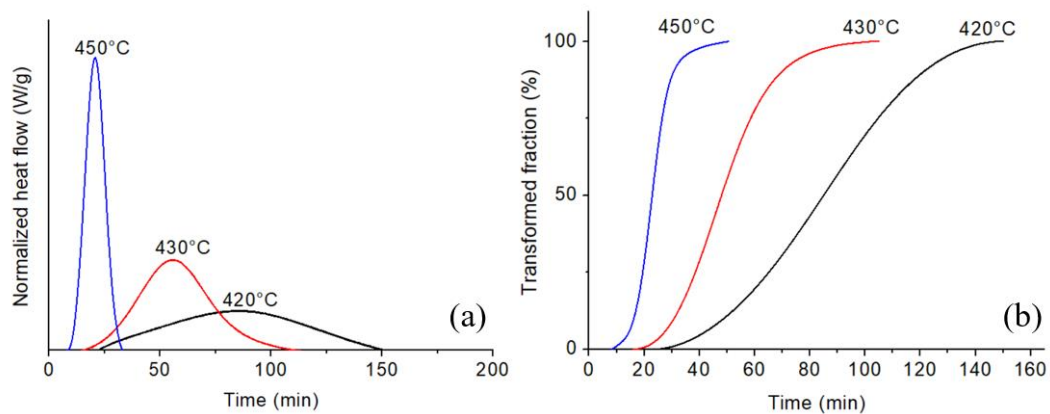 450°C
430°C
420°C
(a)
Normalized heat flow (W/g)
0
50
100
150
200
Time (min)
450°C
430°C
420°C
(b)
Transformed fraction (%)
100
50
0
0
20
40
60
80
100
120
140
160
Time (min)